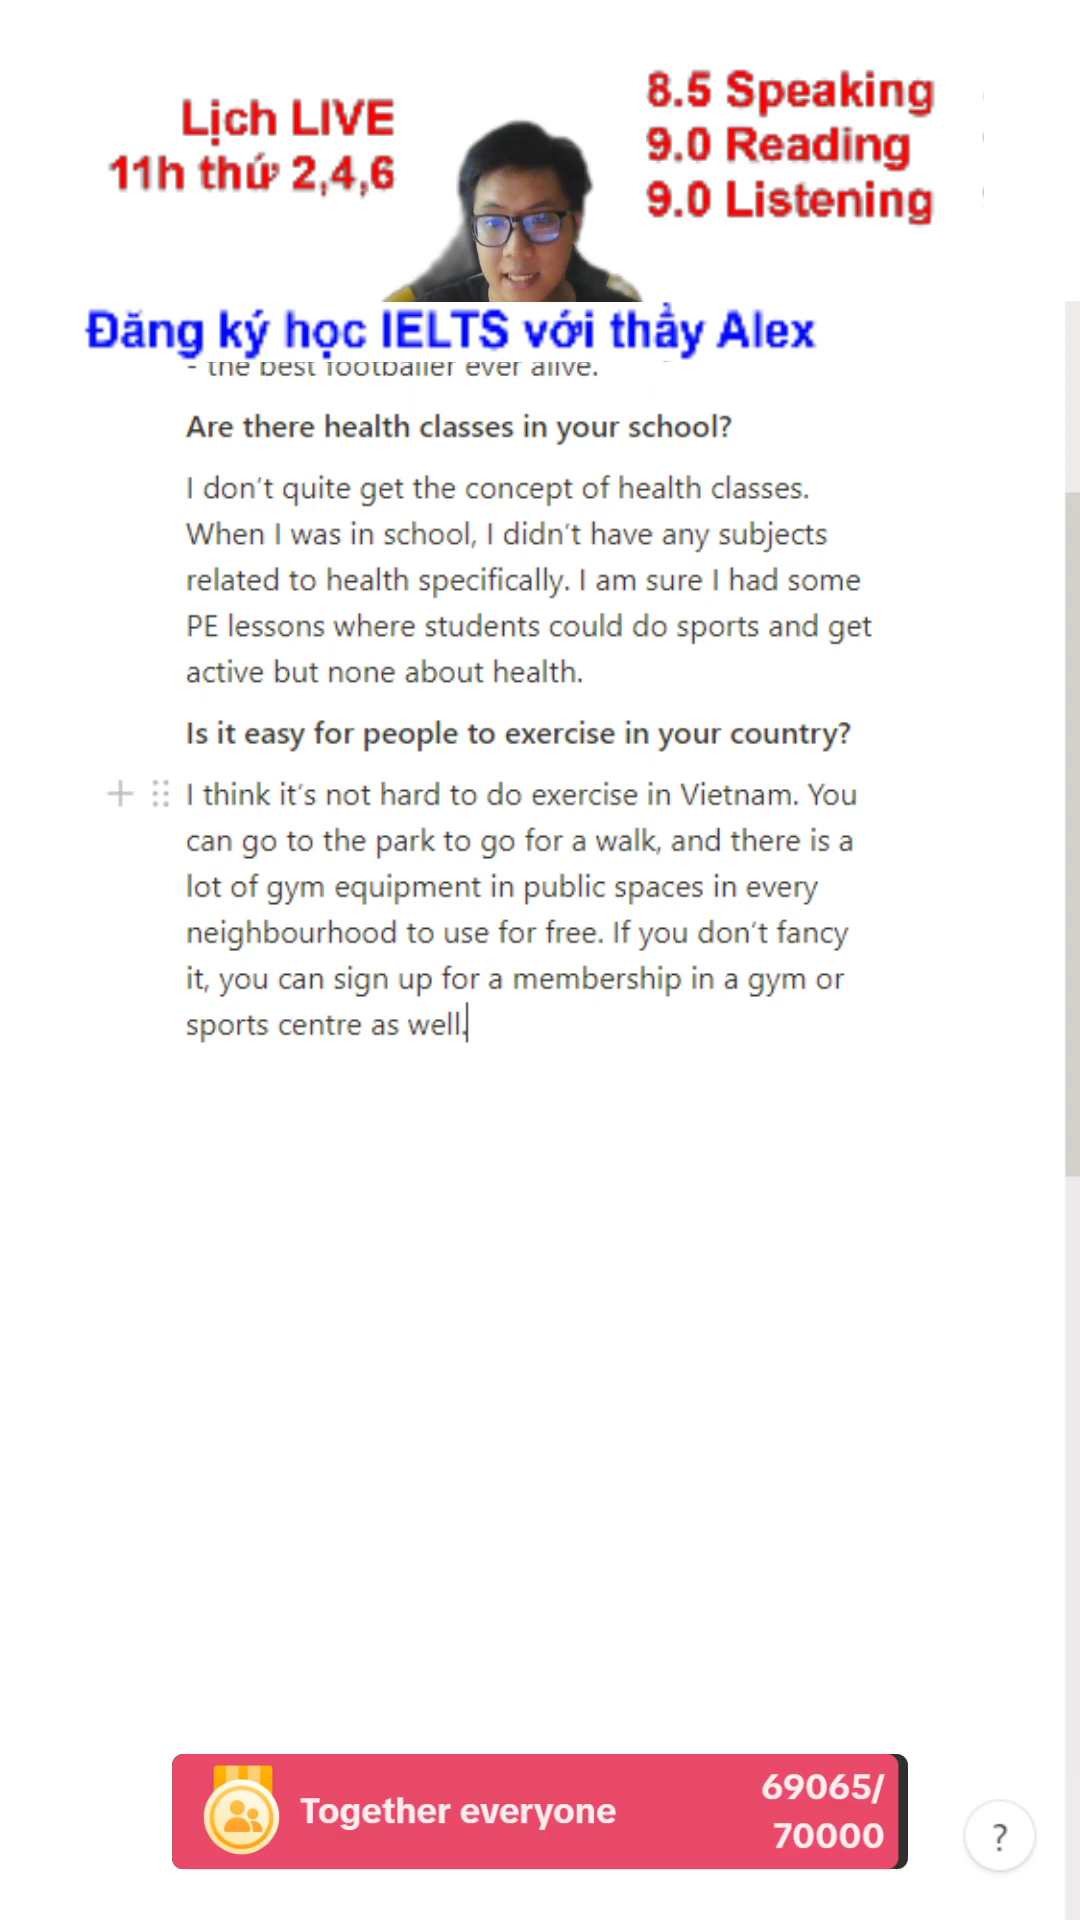 Lịch LIVE
11h thứ 2,4,6
8.5 Speaking
9.0 Reading
9.0 Listening
Đăng ký học IELTS với thầy Alex
- the best footballer ever alive.
Are there health classes in your school?
I don't quite get the concept of health classes.
When I was in school, I didn't have any subjects
related to health specifically. I am sure I had some
PE lessons where students could do sports and get
active but none about health.
Is it easy for people to exercise in your country?
I think it's not hard to do exercise in Vietnam. You
can go to the park to go for a walk, and there is a
lot of gym equipment in public spaces in every
neighbourhood to use for free. If you don't fancy
it, you can sign up for a membership in a gym or
sports centre as well.
Together everyone
69065/
70000
?